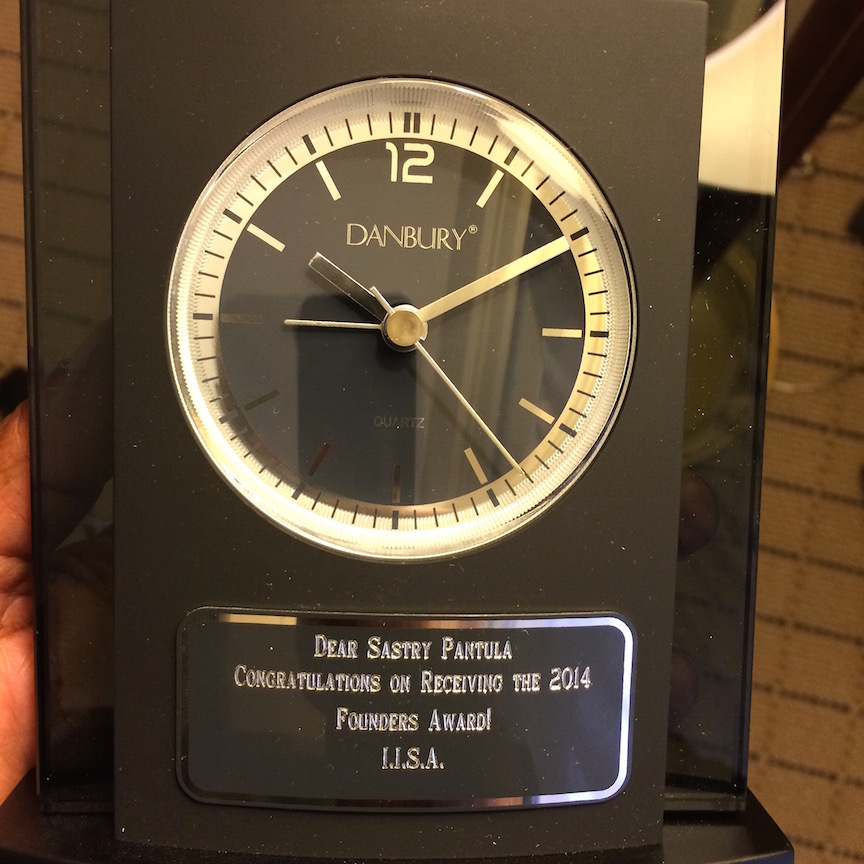 12
DANBURY®
QUARTZ
DEAR SASTRY PANTULA
CONGRATULATIONS ON RECEIVING THE 2014
FOUNDERS AWARD!
I.I.S.A.